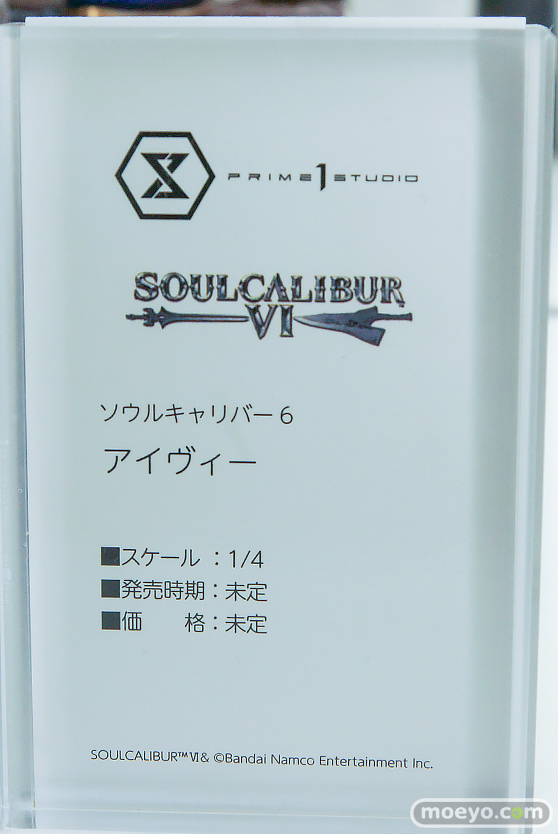 PRIME 1 STUDIO
SOULCALIBUR
VI
ソウルキャリバー 6
アイヴィー
■スケール ：1/4
■発売時期：未定
■価　　格：未定
SOULCALIBUR™Ⅵ& ©Bandai Namco Entertainment Inc.
moeyo.com